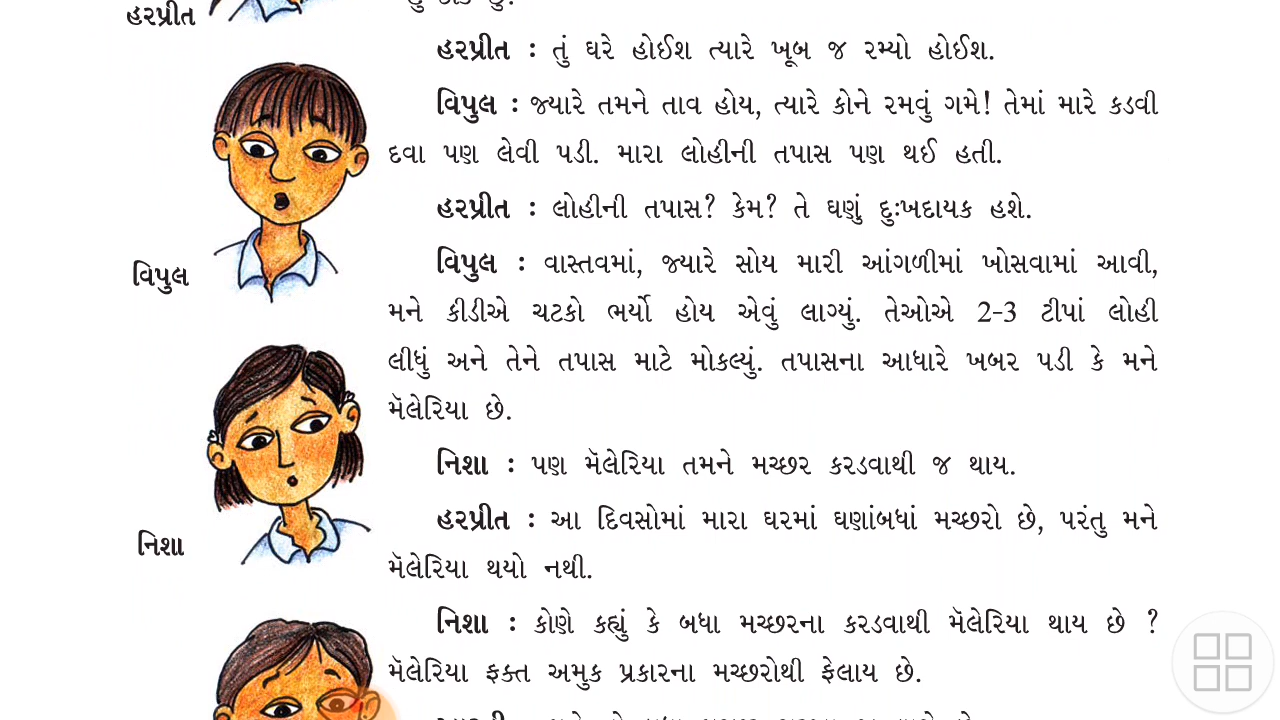 હરપ્રીત
હરપ્રીત : તું ઘરે હોઈશ ત્યારે ખૂબ જ રમ્યો હોઈશ.
વિપુલ : જ્યારે તમને તાવ હોય, ત્યારે કોને રમવું ગમે! તેમાં મારે કડવી
દવા પણ લેવી પડી. મારા લોહીની તપાસ પણ થઈ હતી.
હરપ્રીત : લોહીની તપાસ? કેમ? તે ઘણું દુઃખદાયક હશે.
વિપુલ
વિપુલ : વાસ્તવમાં, જ્યારે સોય મારી આંગળીમાં ખોસવામાં આવી,
મને કીડીએ ચટકો ભર્યો હોય એવું લાગ્યું. તેઓએ 2-3 ટીપાં લોહી
લીધું અને તેને તપાસ માટે મોકલ્યું. તપાસના આધારે ખબર પડી કે મને
મૅલેરિયા છે.
નિશા : પણ મૅલેરિયા તમને મચ્છર કરડવાથી જ થાય.
હરપ્રીત : આ દિવસોમાં મારા ઘરમાં ઘણાંબધાં મચ્છરો છે, પરંતુ મને
નિશા
મૅલેરિયા થયો નથી.
નિશા : કોણે કહ્યું કે બધા મચ્છરના કરડવાથી મૅલેરિયા થાય છે ?
મૅલેરિયા ફક્ત અમુક પ્રકારના મચ્છરોથી ફેલાય છે.